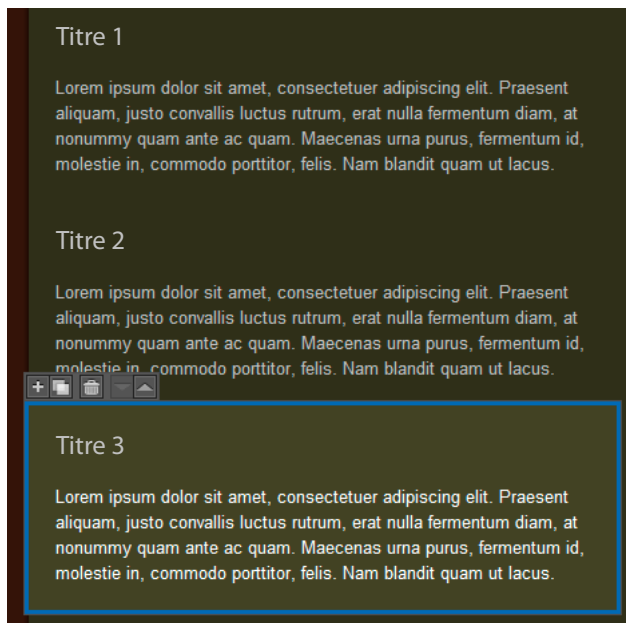 Titre 1
Lorem ipsum dolor sit amet, consectetuer adipiscing elit. Praesent
aliquam, justo convallis luctus rutrum, erat nulla fermentum diam, at
nonummy quam ante ac quam. Maecenas urna purus, fermentum id,
molestie in, commodo porttitor, felis. Nam blandit quam ut lacus.
Titre 2
Lorem ipsum dolor sit amet, consectetuer adipiscing elit. Praesent
aliquam, justo convallis luctus rutrum, erat nulla fermentum diam, at
nonummy quam ante ac quam. Maecenas urna purus, fermentum id,
molestie in, commodo porttitor, felis. Nam blandit quam ut lacus.
Titre 3
Lorem ipsum dolor sit amet, consectetuer adipiscing elit. Praesent
aliquam, justo convallis luctus rutrum, erat nulla fermentum diam, at
nonummy quam ante ac quam. Maecenas urna purus, fermentum id,
molestie in, commodo porttitor, felis. Nam blandit quam ut lacus.